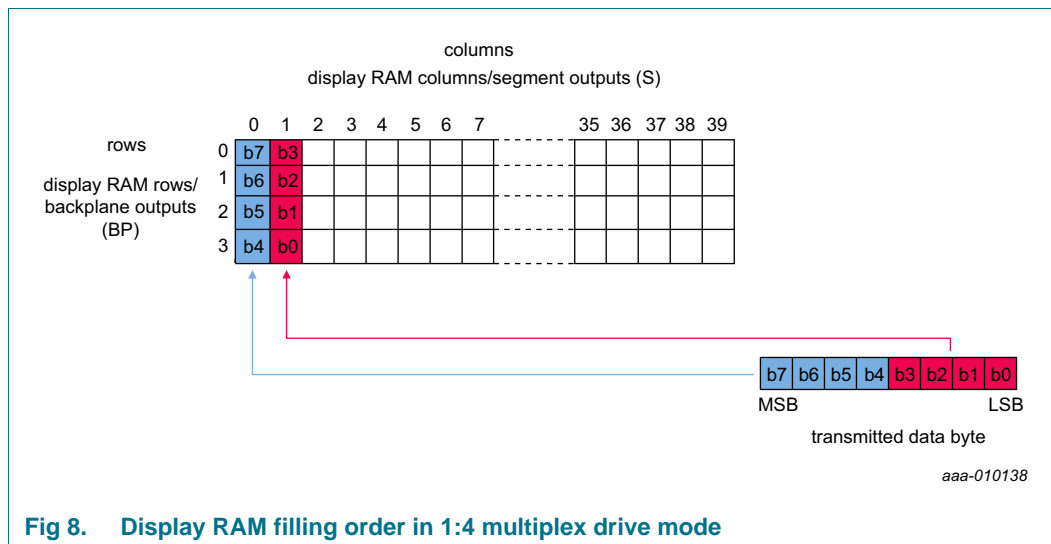 columns
display RAM columns/segment outputs (S)
0 1 2 3 4 5 6 7 35 36 37 38 39
rows
display RAM rows/
backplane outputs
(BP)
0 b7 b3
1 b6 b2
2 b5 b1
3 b4 b0
b7 b6 b5 b4 b3 b2 b1 b0
MSB LSB
transmitted data byte
aaa-010138
Fig 8. Display RAM filling order in 1:4 multiplex drive mode